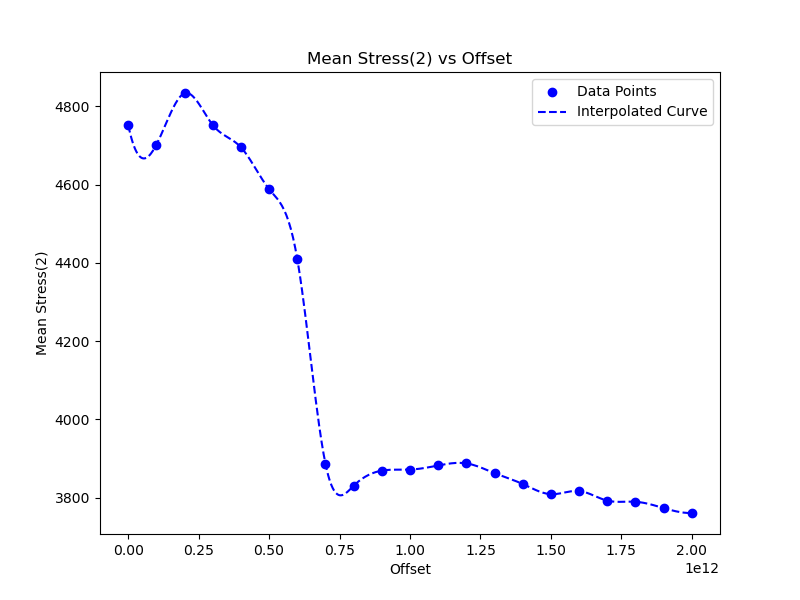 Mean Stress(2) vs Offset
Data Points
Interpolated Curve
Mean Stress(2)
4800
4600
4400
4200
4000
3800
0.00 0.25 0.50 0.75 1.00 1.25 1.50 1.75 2.00
1e12
Offset